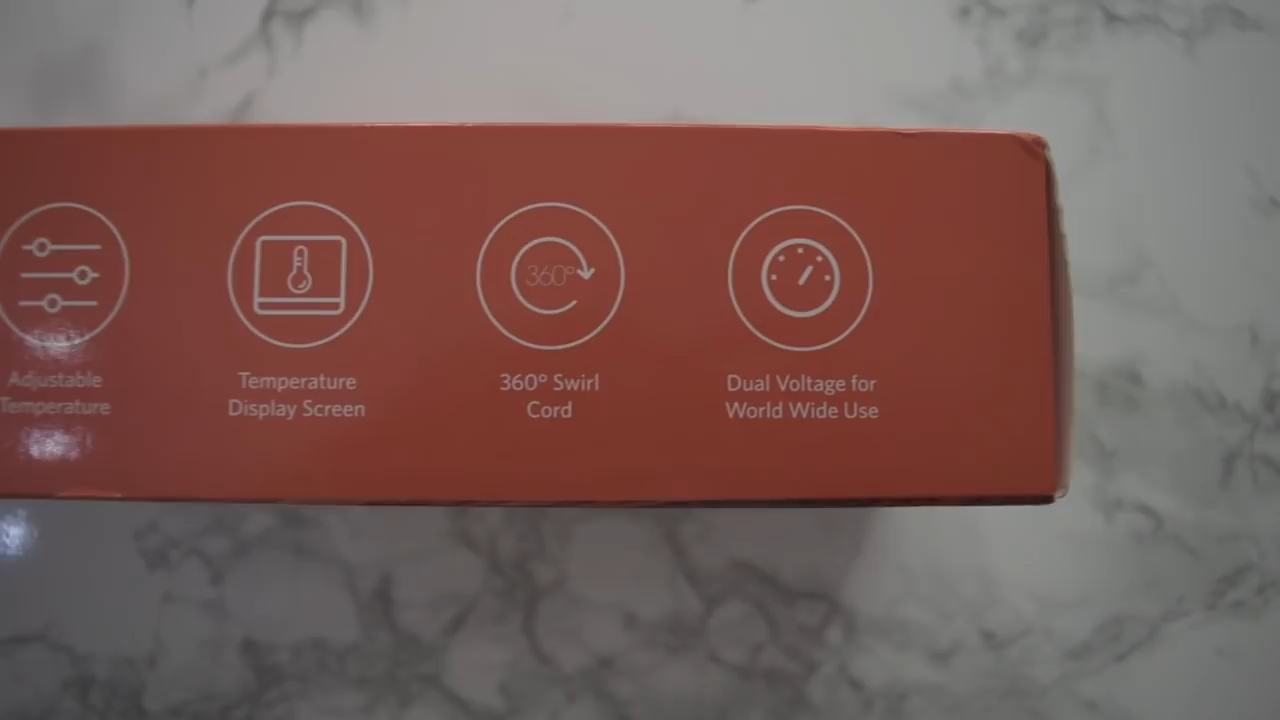 Adjustable
Temperature
Temperature
Display Screen
360°
360° Swirl
Cord
Dual Voltage for
World Wide Use